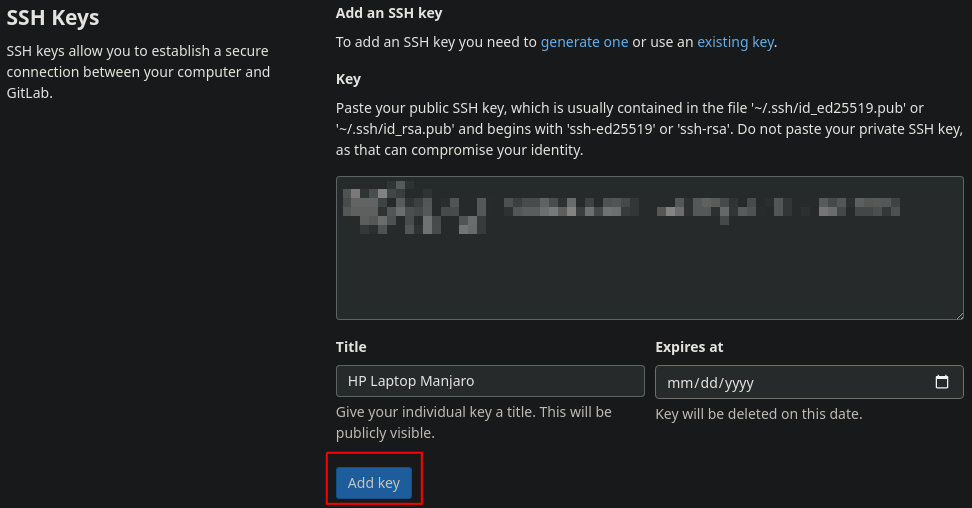 SSH Keys
SSH keys allow you to establish a secure
connection between your computer and
GitLab.
Add an SSH key
To add an SSH key you need to generate one or use an existing key.
Key
Paste your public SSH key, which is usually contained in the file '~/.ssh/id_ed25519.pub' or
'~/.ssh/id_rsa.pub' and begins with 'ssh-ed25519' or 'ssh-rsa'. Do not paste your private SSH key,
as that can compromise your identity.
Title
HP Laptop Manjaro
Give your individual key a title. This will be
publicly visible.
Expires at
mm/dd/yyyy
Key will be deleted on this date.
Add key